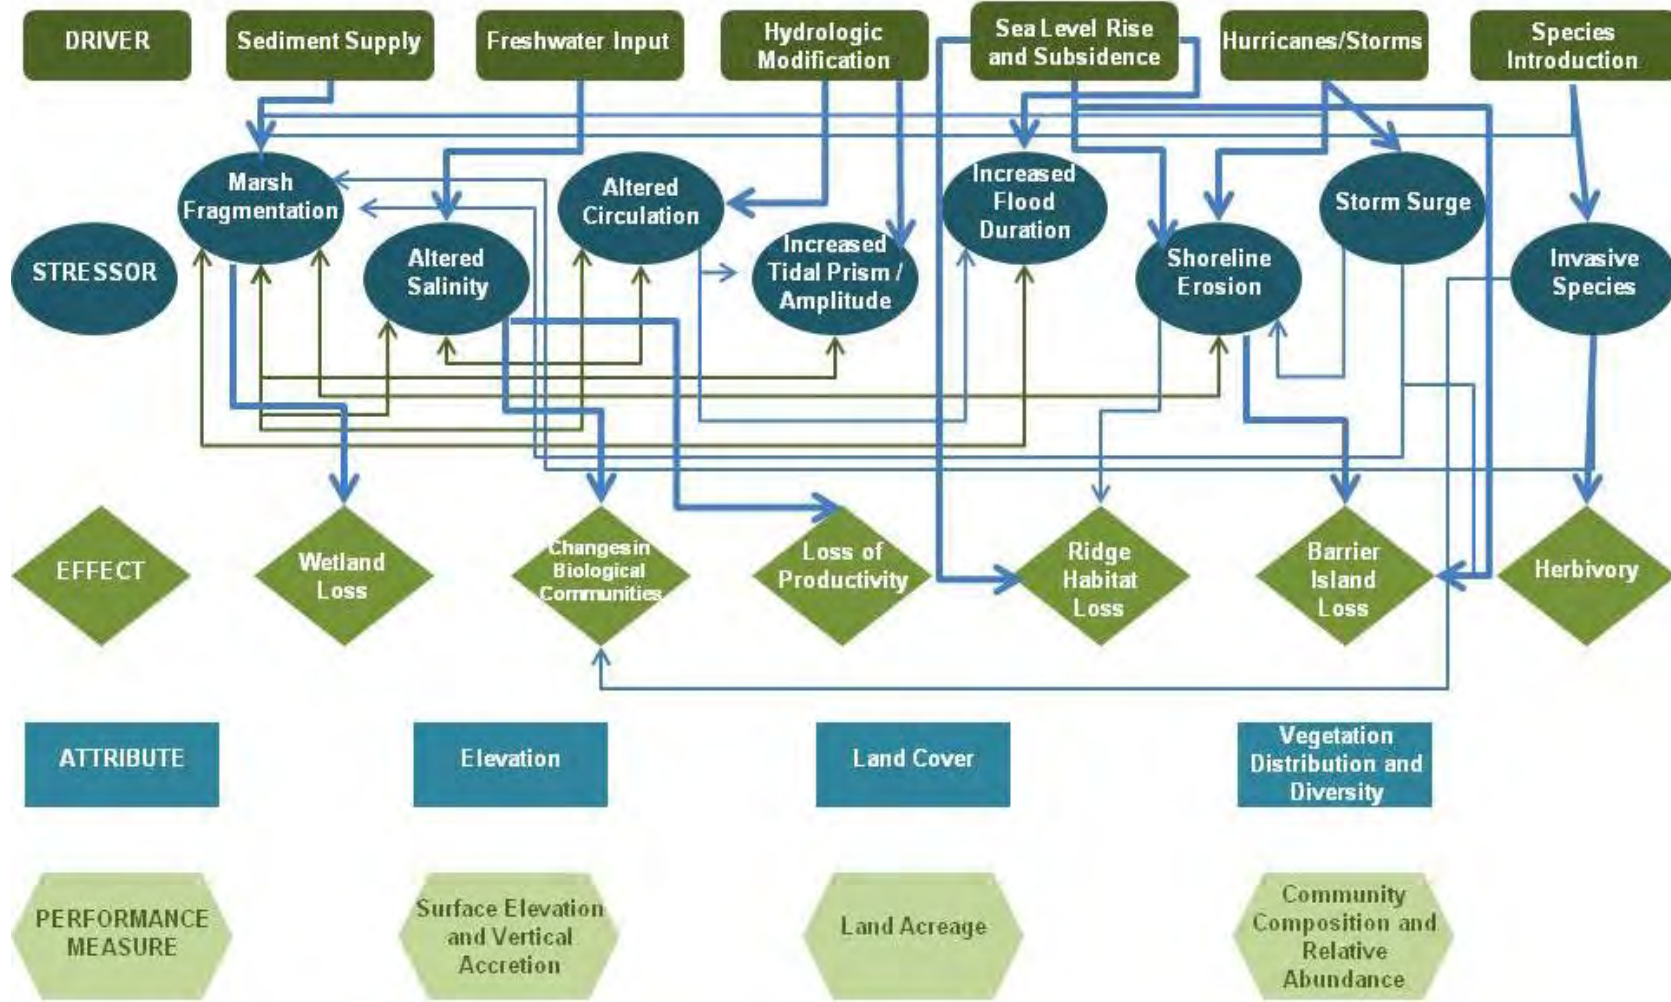 DRIVER
Sediment Supply
Freshwater Input
Hydrologic
Modification
Sea Level Rise
and Subsidence
Hurricanes/Storms
Species
Introduction
STRESSOR
Marsh
Fragmentation
Altered
Salinity
Altered
Circulation
Increased
Tidal Prism /
Amplitude
Increased
Flood
Duration
Shoreline
Erosion
Storm Surge
Invasive
Species
EFFECT
Wetland
Loss
Changes in
Biological
Communities
Loss of
Productivity
Ridge
Habitat
Loss
Barrier
Island
Loss
Herbivory
ATTRIBUTE
Elevation
Land Cover
Vegetation
Distribution and
Diversity
PERFORMANCE
MEASURE
Surface Elevation
and Vertical
Accretion
Land Acreage
Community
Composition and
Relative
Abundance